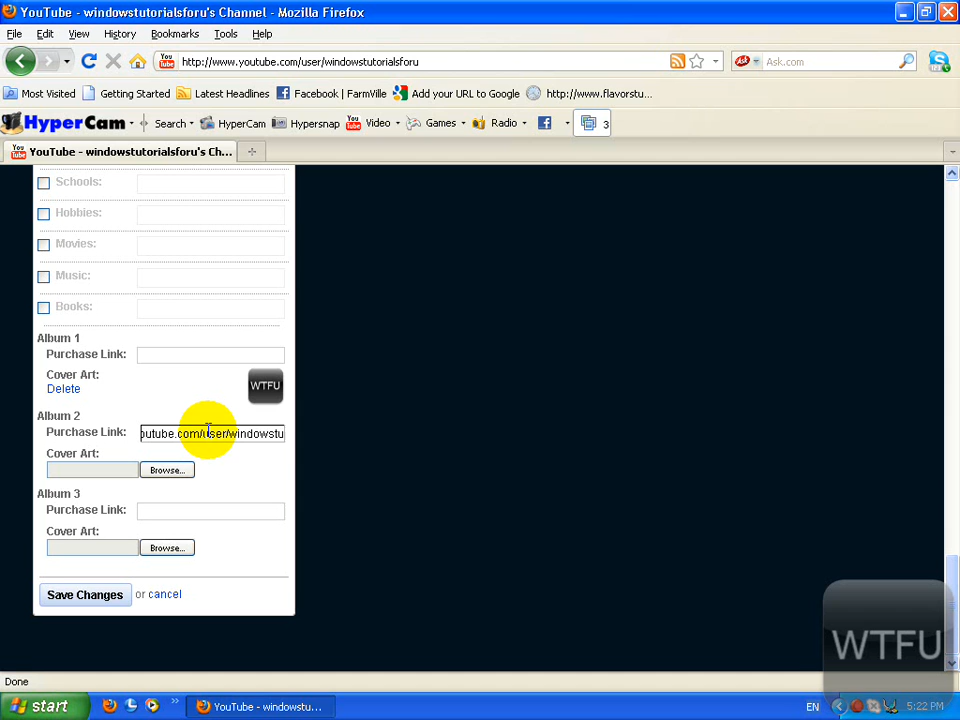 YouTube - windowstutorialsforu's Channel - Mozilla Firefox
File Edit View History Bookmarks Tools Help
You Tube http://www.youtube.com/user/windowstutorialsforu Ask Ask.com
Most Visited Getting Started Latest Headlines Facebook | FarmVille Add your URL to Google http://www.flavorstu...
HyperCam Search HyperCam Hypersnap Video Games Radio 3
YouTube - windowstutorialsforu's Ch...
Schools:
Hobbies:
Movies:
Music:
Books:
Album 1
Purchase Link:
Cover Art:
Delete
WTFU
Album 2
Purchase Link: outube.com/user/windowstu
Cover Art:
Browse...
Album 3
Purchase Link:
Cover Art:
Browse...
Save Changes or cancel
WTFU
Done
start YouTube - windowstu... EN 5:22 PM